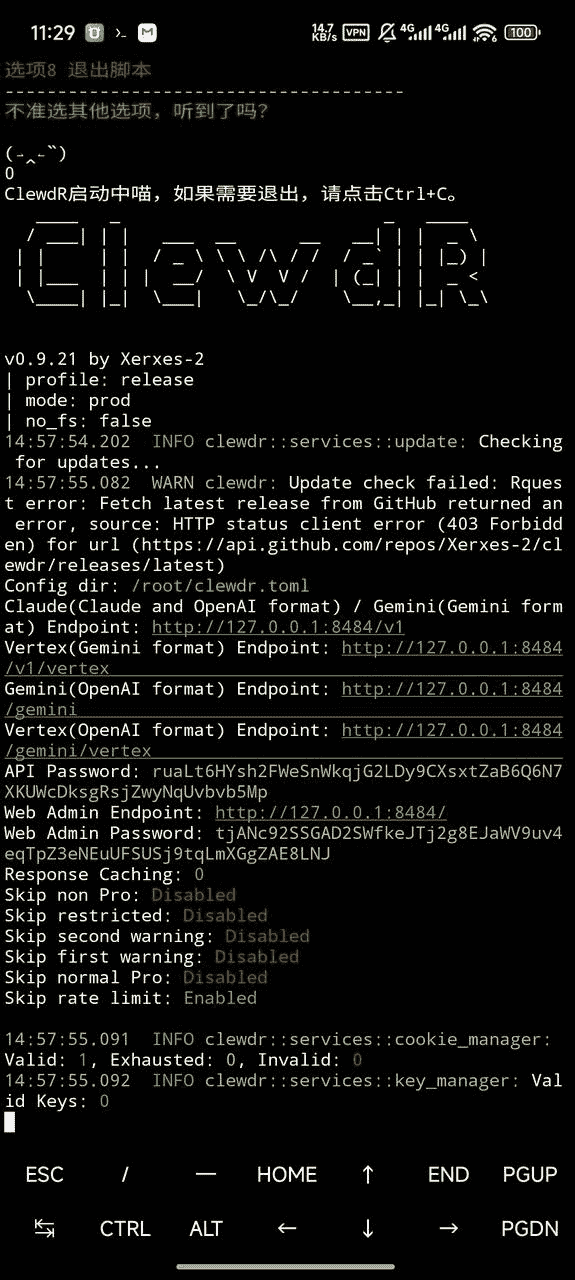 11:29
14.7 KB/s VPN 4G 4G 6 100
选项8 退出脚本
--------------------------------------
不准选其他选项，听到了吗?
(˵¯͒〰¯͒˵)
0
ClewdR启动中喵，如果需要退出，请点击Ctrl+C。
ClewdR
v0.9.21 by Xerxes-2
| profile: release
| mode: prod
| no_fs: false
14:57:54.202  INFO clewdr::services::update: Checking
 for updates...
14:57:55.082  WARN clewdr: Update check failed: Rques
t error: Fetch latest release from GitHub returned an
 error, source: HTTP status client error (403 Forbidd
en) for url (https://api.github.com/repos/Xerxes-2/cl
ewdr/releases/latest)
Config dir: /root/clewdr.toml
Claude(Claude and OpenAI format) / Gemini(Gemini form
at) Endpoint: http://127.0.0.1:8484/v1
Vertex(Gemini format) Endpoint: http://127.0.0.1:8484
/v1/vertex
Gemini(OpenAI format) Endpoint: http://127.0.0.1:8484
/gemini
Vertex(OpenAI format) Endpoint: http://127.0.0.1:8484
/gemini/vertex
API Password: ruaLt6HYsh2FWeSnWkqjG2LDy9CXsxtZaB6Q6N7
XKUWcDksgRsjZwyNqUvbvb5Mp
Web Admin Endpoint: http://127.0.0.1:8484/
Web Admin Password: tjANc92SSGAD2SWfkeJTj2g8EJaWV9uv4
eqTpZ3eNEuUFSUSj9tqLmXGgZAE8LNJ
Response Caching: 0
Skip non Pro: Disabled
Skip restricted: Disabled
Skip second warning: Disabled
Skip first warning: Disabled
Skip normal Pro: Disabled
Skip rate limit: Enabled
14:57:55.091  INFO clewdr::services::cookie_manager:
Valid: 1, Exhausted: 0, Invalid: 0
14:57:55.092  INFO clewdr::services::key_manager: Val
id Keys: 0
ESC / — HOME ↑ END PGUP
↹ CTRL ALT ← ↓ → PGDN